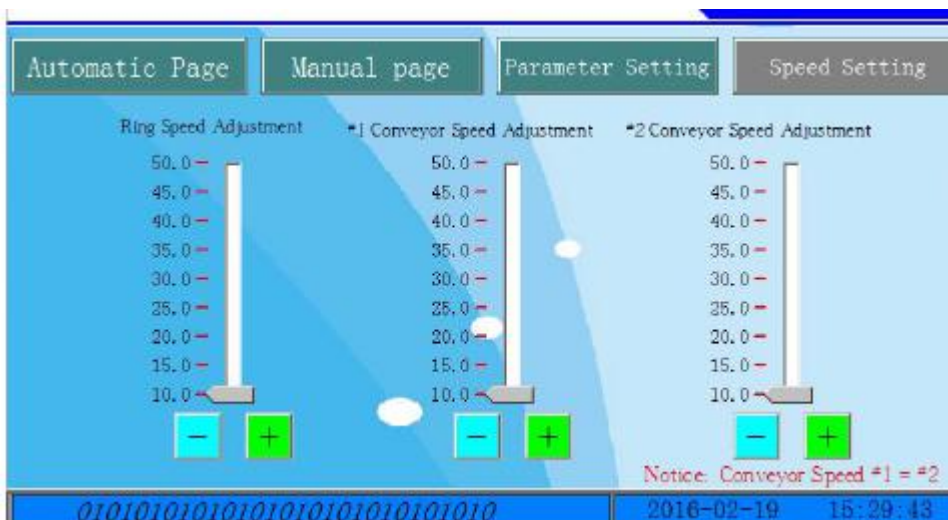 Automatic Page Manual page Parameter Setting Speed Setting
Ring Speed Adjustment #1 Conveyor Speed Adjustment #2 Conveyor Speed Adjustment
50.0 50.0 50.0
45.0 45.0 45.0
40.0 40.0 40.0
35.0 35.0 35.0
30.0 30.0 30.0
25.0 25.0 25.0
20.0 20.0 20.0
15.0 15.0 15.0
10.0 10.0 10.0
- + - + - +
Notice: Conveyor Speed #1 = #2
010101010101010101010101010 2016-02-19 15:29:43